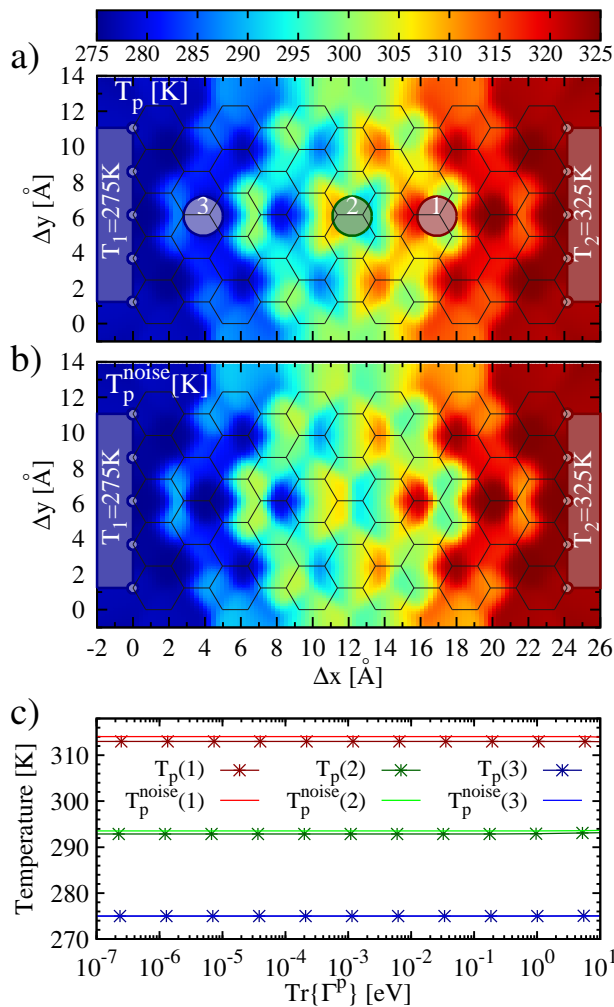 275 285 295 305 315 325
a)
T_p [K]
14
12
10
8
6
4
2
0
Δy [Å]
T_1=275K
3
2
1
T_2=325K
b)
T_p^noise[K]
14
12
10
8
6
4
2
0
Δy [Å]
T_1=275K
T_2=325K
-2 0 2 4 6 8 10 12 14 16 18 20 22 24 26
Δx [Å]
c)
Temperature [K]
310
300
290
280
270
T_p(1) T_p(2) T_p(3)
T_p^noise(1) T_p^noise(2) T_p^noise(3)
10^-7 10^-6 10^-5 10^-4 10^-3 10^-2 10^-1 10^0 10^1
Tr{Γ^p} [eV]